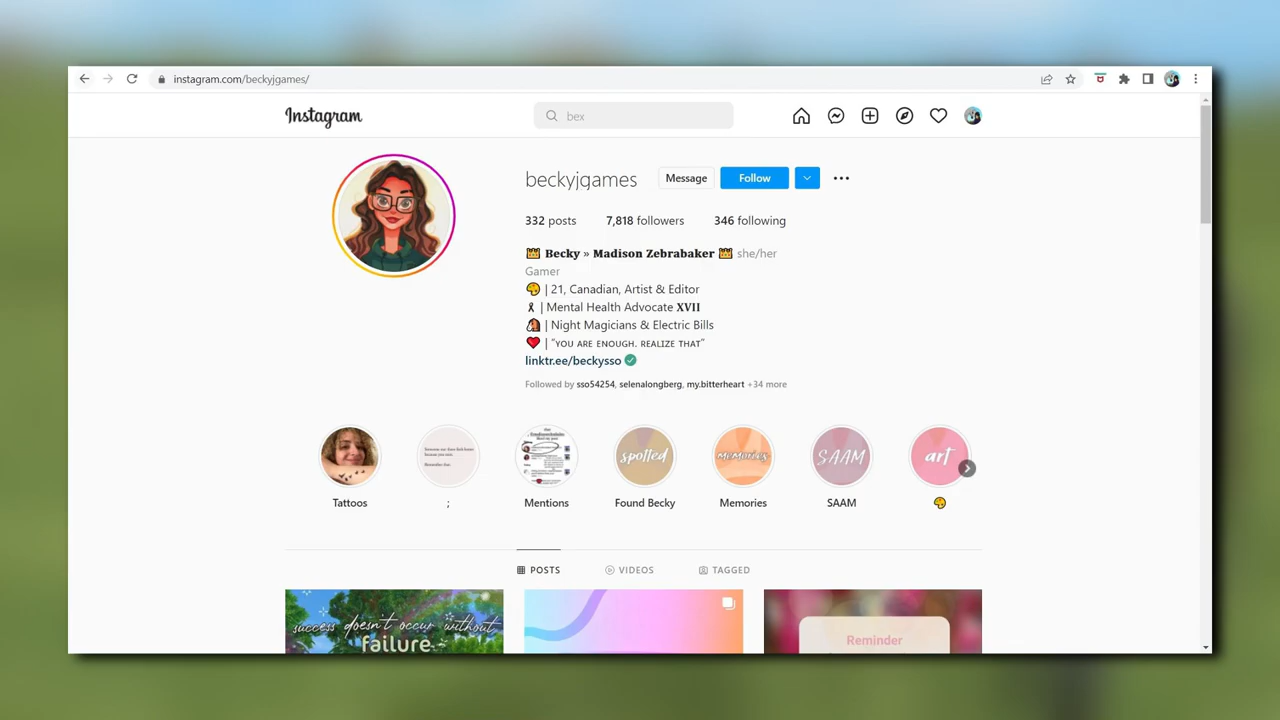 instagram.com/beckyjgames/
Instagram
bex
beckyjgames
Message
Follow
332 posts
7,818 followers
346 following
Becky » Madison Zebrabaker
she/her
Gamer
| 21, Canadian, Artist & Editor
| Mental Health Advocate XVII
| Night Magicians & Electric Bills
| "YOU ARE ENOUGH. REALIZE THAT"
linktr.ee/beckysso
Followed by sso54254, selenalongberg, my.bitterheart +34 more
spotted
MEMORIES
SAAM
art
Tattoos
;
Mentions
Found Becky
Memories
SAAM
POSTS
VIDEOS
TAGGED
success doesn't occur without
failure
Reminder